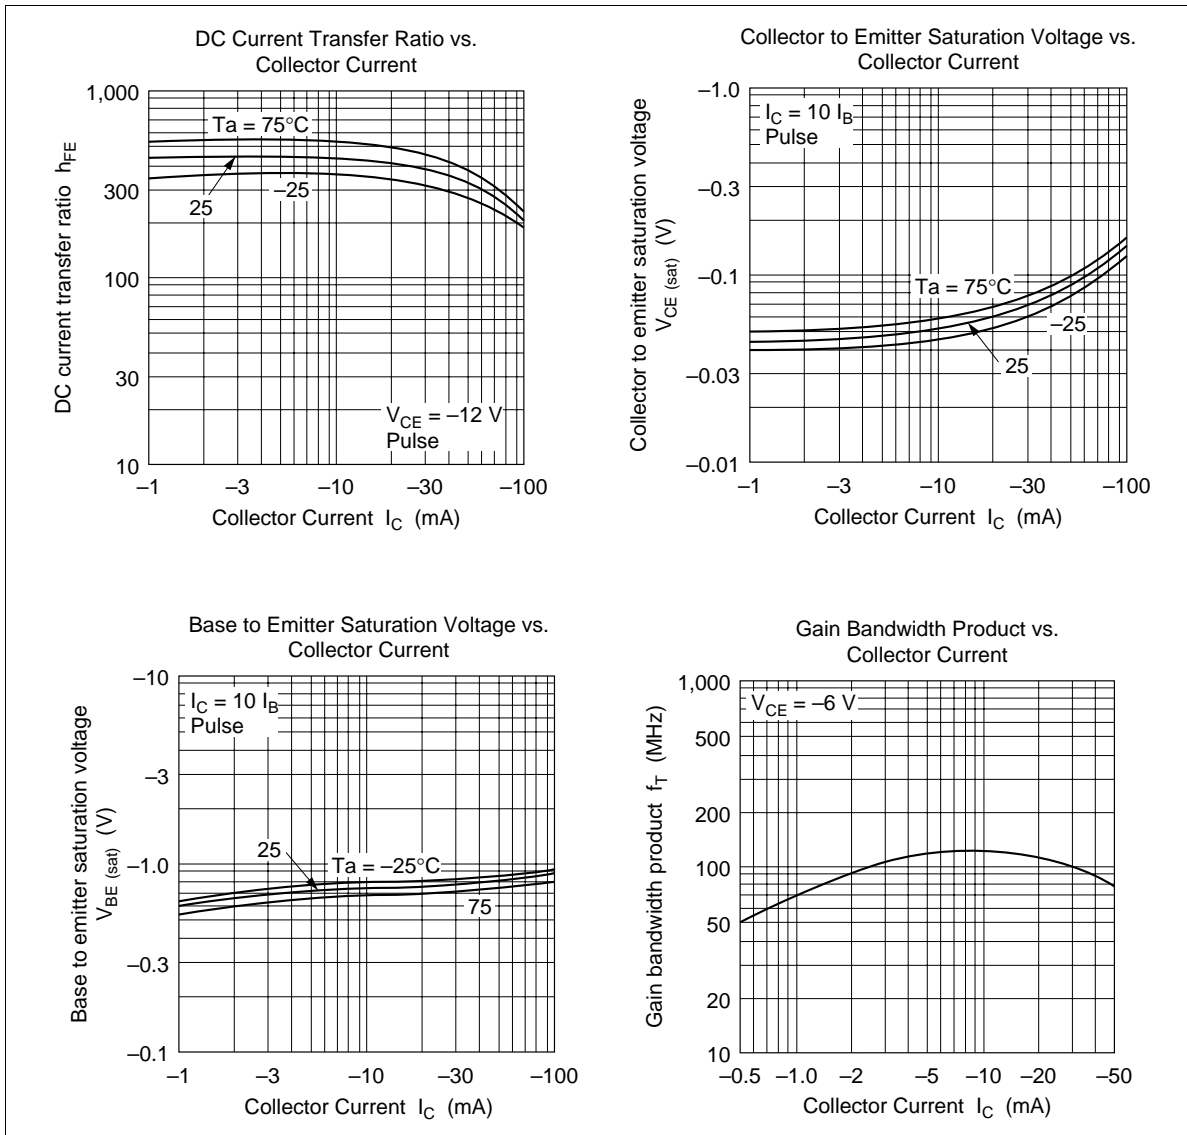 DC Current Transfer Ratio vs.
Collector Current
1,000
300
100
30
10
DC current transfer ratio hFE
Ta = 75°C
25
–25
VCE = –12 V
Pulse
–1 –3 –10 –30 –100
Collector Current IC (mA)
Collector to Emitter Saturation Voltage vs.
Collector Current
–1.0
–0.3
–0.1
–0.03
–0.01
Collector to emitter saturation voltage
VCE (sat) (V)
IC = 10 IB
Pulse
Ta = 75°C
–25
25
–1 –3 –10 –30 –100
Collector Current IC (mA)
Base to Emitter Saturation Voltage vs.
Collector Current
–10
–3
–1.0
–0.3
–0.1
Base to emitter saturation voltage
VBE (sat) (V)
IC = 10 IB
Pulse
25
Ta = –25°C
75
–1 –3 –10 –30 –100
Collector Current IC (mA)
Gain Bandwidth Product vs.
Collector Current
1,000
500
200
100
50
20
10
Gain bandwidth product fT (MHz)
VCE = –6 V
–0.5 –1.0 –2 –5 –10 –20 –50
Collector Current IC (mA)